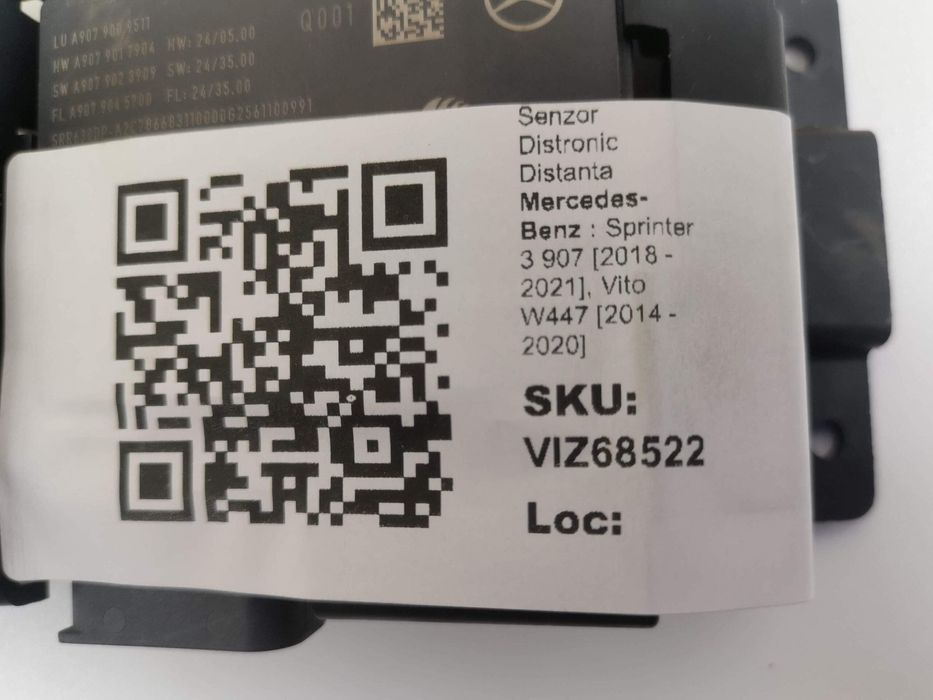 LU A907 900 9511
HW A907 901 7904 HW: 24/05.00
SW A907 902 3909 SW: 24/35.00
FL A907 904 5700 FL: 24/35.00
Q001
Senzor
Distronic
Distanta
Mercedes-
Benz : Sprinter
3 907 [2018 -
2021], Vito
W447 [2014 -
2020]
SKU:
VIZ68522
Loc: